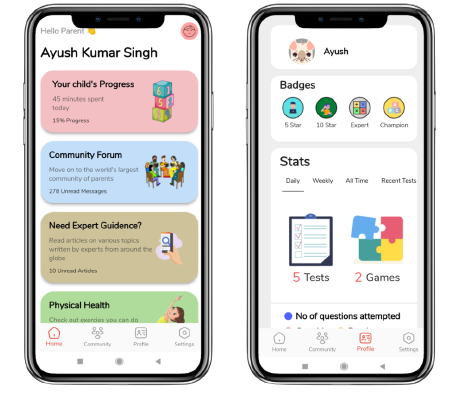 Hello Parent 👋
Ayush Kumar Singh
Your child's Progress
45 minutes spent
today
15% Progress
Community Forum
Move on to the world's largest
community of parents
278 Unread Messages
Need Expert Guidence?
Read articles on various topics
written by experts from around the
globe
10 Unread Articles
Physical Health
Check out exercies you can do
Home Community Profile Settings
Ayush
Badges
5 Star 10 Star Expert Champion
Stats
Daily Weekly All Time Recent Tests
5 Tests 2 Games
No of questions attempted
Home Community Profile Settings